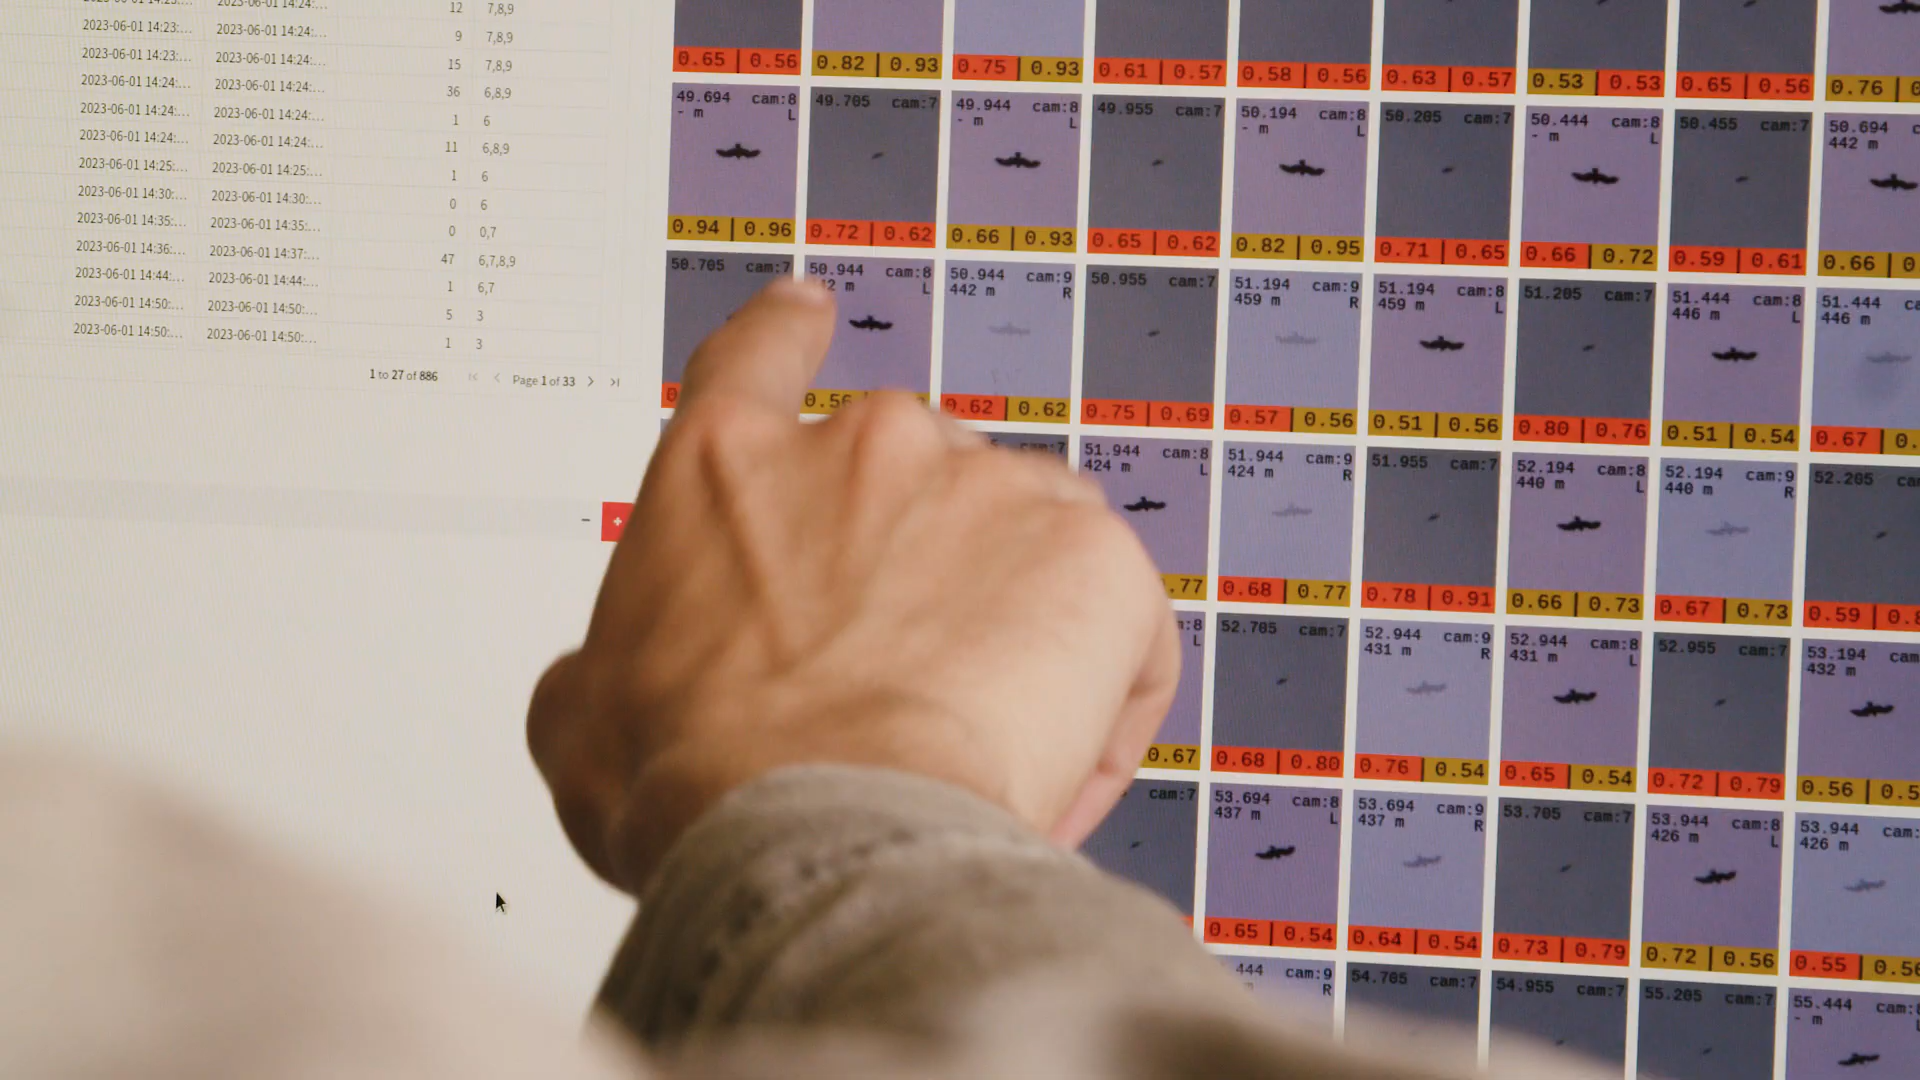 12 7,8,9
2023-06-01 14:23:... 2023-06-01 14:24:... 9 7,8,9
2023-06-01 14:23:... 2023-06-01 14:24:... 15 7,8,9
2023-06-01 14:24:... 2023-06-01 14:24:... 36 6,8,9
2023-06-01 14:24:... 2023-06-01 14:24:... 1 6
2023-06-01 14:24:... 2023-06-01 14:24:... 11 6,8,9
2023-06-01 14:25:... 2023-06-01 14:25:... 1 6
2023-06-01 14:30:... 2023-06-01 14:30:... 0 6
2023-06-01 14:35:... 2023-06-01 14:35:... 0 0,7
2023-06-01 14:36:... 2023-06-01 14:37:... 47 6,7,8,9
2023-06-01 14:44:... 2023-06-01 14:44:... 1 6,7
2023-06-01 14:50:... 2023-06-01 14:50:... 5 3
2023-06-01 14:50:... 2023-06-01 14:50:... 1 3
1 to 27 of 886 Page 1 of 33
0.65 | 0.56 0.82 | 0.93 0.75 | 0.93 0.61 | 0.57 0.58 | 0.56 0.63 | 0.57 0.53 | 0.53 0.65 | 0.56 0.76 |
49.694 cam:8 49.705 cam:7 49.944 cam:8 49.955 cam:7 50.194 cam:8 50.205 cam:7 50.444 cam:8 50.455 cam:7 50.694
- m L - m L - m L - m L 442 m
0.94 | 0.96 0.72 | 0.62 0.66 | 0.93 0.65 | 0.62 0.82 | 0.95 0.71 | 0.65 0.66 | 0.72 0.59 | 0.61 0.66 |
50.705 cam:7 50.944 cam:8 50.944 cam:9 50.955 cam:7 51.194 cam:9 51.194 cam:8 51.205 cam:7 51.444 cam:8 51.444
2 m L 442 m R 459 m R 459 m L 446 m L 446 m
0.56 0.62 | 0.62 0.75 | 0.69 0.57 | 0.56 0.51 | 0.56 0.80 | 0.76 0.51 | 0.54 0.67 |
cam:7 51.944 cam:8 51.944 cam:9 51.955 cam:7 52.194 cam:8 52.194 cam:9 52.205
424 m L 424 m R 440 m L 440 m R
.77 0.68 | 0.77 0.78 | 0.91 0.66 | 0.73 0.67 | 0.73 0.59 |
:8 52.705 cam:7 52.944 cam:9 52.944 cam:8 52.955 cam:7 53.194
L 431 m R 431 m L 432 m
0.67 0.68 | 0.80 0.76 | 0.54 0.65 | 0.54 0.72 | 0.79 0.56 |
cam:7 53.694 cam:8 53.694 cam:9 53.705 cam:7 53.944 cam:8 53.944
437 m L 437 m R 426 m L 426 m
0.65 | 0.54 0.64 | 0.54 0.73 | 0.79 0.72 | 0.56 0.55 |
444 cam:9 54.705 cam:7 54.955 cam:7 55.205 cam:7 55.444
R - m